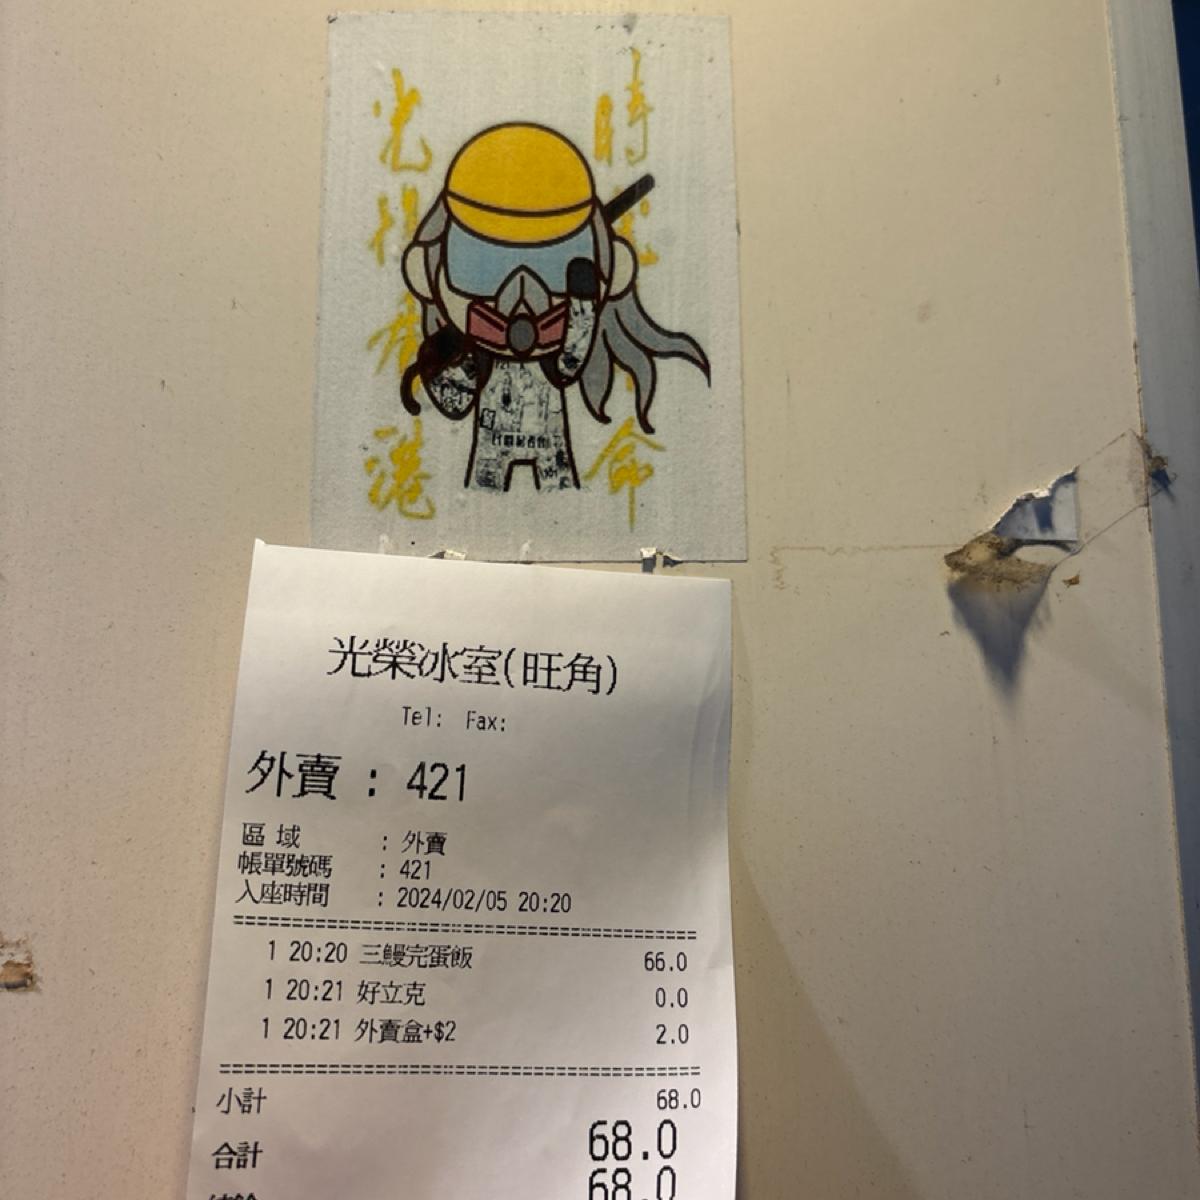 時
命
光
港
光榮冰室(旺角)
Tel: Fax:
外賣 : 421
區域 : 外賣
帳單號碼 : 421
入座時間 : 2024/02/05 20:20
1 20:20 三鰻完蛋飯 66.0
1 20:21 好立克 0.0
1 20:21 外賣盒+$2 2.0
小計 68.0
合計 68.0
68.0